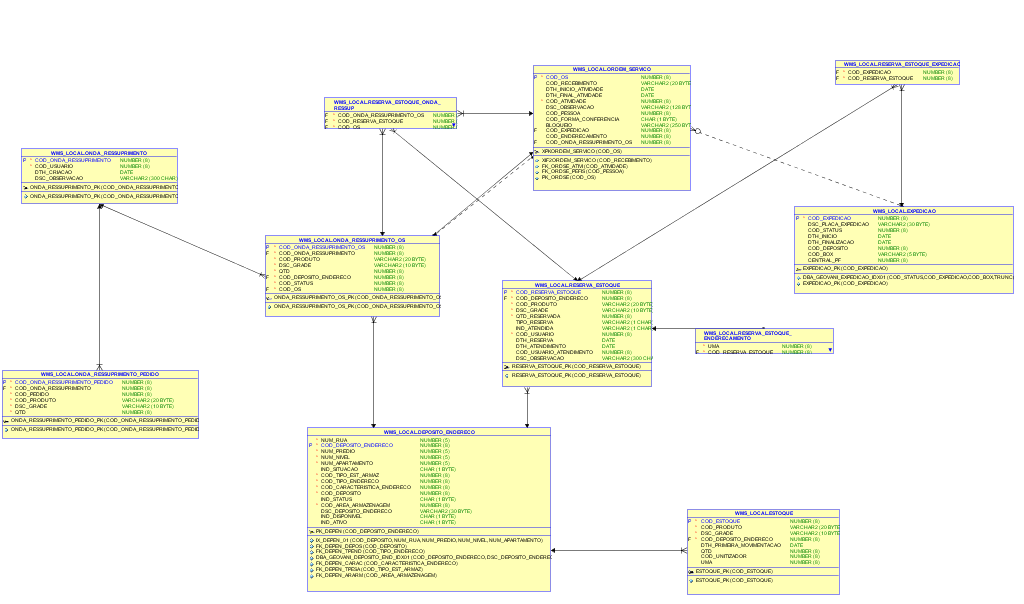 WMS_LOCAL.RESERVA_ESTOQUE_ONDA_
RESSUP
F * COD_ONDA_RESSUPRIMENTO_OS NUMBER
F * COD_RESERVA_ESTOQUE NUMBER
F * COD_OS NUMBER
WMS_LOCAL.ORDEM_SERVICO
P * COD_OS NUMBER (8)
COD_RECEBIMENTO VARCHAR2 (20 BYTE
DTH_INICIO_ATIVIDADE DATE
DTH_FINAL_ATIVIDADE DATE
* COD_ATIVIDADE NUMBER (8)
DSC_OBSERVACAO VARCHAR2 (128 BYT
COD_PESSOA NUMBER (8)
COD_FORMA_CONFERENCIA CHAR (1 BYTE)
BLOQUEIO VARCHAR2 (250 BYT
F COD_EXPEDICAO NUMBER (8)
COD_ENDERECAMENTO NUMBER (8)
F COD_ONDA_RESSUPRIMENTO_OS NUMBER (8)
XPKORDEM_SERVICO (COD_OS)
XIF2ORDEM_SERVICO (COD_RECEBIMENTO)
FK_ORDSE_ATIVI (COD_ATIVIDADE)
FK_ORDSE_PEFIS (COD_PESSOA)
PK_ORDSE (COD_OS)
WMS_LOCAL.RESERVA_ESTOQUE_EXPEDICAO
F * COD_EXPEDICAO NUMBER (8)
F * COD_RESERVA_ESTOQUE NUMBER (8)
WMS_LOCAL.ONDA_RESSUPRIMENTO
P * COD_ONDA_RESSUPRIMENTO NUMBER (8)
* COD_USUARIO NUMBER (8)
DTH_CRIACAO DATE
DSC_OBSERVACAO VARCHAR2 (300 CHAR
ONDA_RESSUPRIMENTO_PK (COD_ONDA_RESSUPRIMENTO
ONDA_RESSUPRIMENTO_PK (COD_ONDA_RESSUPRIMENTO
WMS_LOCAL.EXPEDICAO
P * COD_EXPEDICAO NUMBER (8)
DSC_PLACA_EXPEDICAO VARCHAR2 (30 BYTE)
COD_STATUS NUMBER (8)
DTH_INICIO DATE
DTH_FINALIZACAO DATE
COD_DEPOSITO NUMBER (8)
COD_BOX VARCHAR2 (5 BYTE)
CENTRAL_PF NUMBER (8)
EXPEDICAO_PK (COD_EXPEDICAO)
DBA_GEOVANI_EXPEDICAO_IDX01 (COD_STATUS,COD_EXPEDICAO,COD_BOX,TRUNC(
EXPEDICAO_PK (COD_EXPEDICAO)
WMS_LOCAL.ONDA_RESSUPRIMENTO_OS
P * COD_ONDA_RESSUPRIMENTO_OS NUMBER (8)
F * COD_ONDA_RESSUPRIMENTO NUMBER (8)
* COD_PRODUTO VARCHAR2 (20 BYTE)
* DSC_GRADE VARCHAR2 (10 BYTE)
* QTD NUMBER (8)
F * COD_DEPOSITO_ENDERECO NUMBER (8)
* COD_STATUS NUMBER (8)
F * COD_OS NUMBER (8)
ONDA_RESSUPRIMENTO_OS_PK (COD_ONDA_RESSUPRIMENTO_OS
ONDA_RESSUPRIMENTO_OS_PK (COD_ONDA_RESSUPRIMENTO_OS
WMS_LOCAL.RESERVA_ESTOQUE
P * COD_RESERVA_ESTOQUE NUMBER (8)
F * COD_DEPOSITO_ENDERECO NUMBER (8)
* COD_PRODUTO VARCHAR2 (20 BYTE
* DSC_GRADE VARCHAR2 (10 BYTE
* QTD_RESERVADA NUMBER (8)
TIPO_RESERVA VARCHAR2 (1 CHAR
IND_ATENDIDA VARCHAR2 (1 CHAR
* COD_USUARIO NUMBER (8)
DTH_RESERVA DATE
DTH_ATENDIMENTO DATE
COD_USUARIO_ATENDIMENTO NUMBER (8)
DSC_OBSERVACAO VARCHAR2 (300 CHA
RESERVA_ESTOQUE_PK (COD_RESERVA_ESTOQUE)
RESERVA_ESTOQUE_PK (COD_RESERVA_ESTOQUE)
WMS_LOCAL.RESERVA_ESTOQUE_
ENDERECAMENTO
* UMA NUMBER (8)
F * COD_RESERVA_ESTOQUE NUMBER (8)
WMS_LOCAL.ONDA_RESSUPRIMENTO_PEDIDO
P * COD_ONDA_RESSUPRIMENTO_PEDIDO NUMBER (8)
F * COD_ONDA_RESSUPRIMENTO NUMBER (8)
* COD_PEDIDO NUMBER (8)
* COD_PRODUTO VARCHAR2 (20 BYTE)
* DSC_GRADE VARCHAR2 (10 BYTE)
* QTD NUMBER (8)
ONDA_RESSUPRIMENTO_PEDIDO_PK (COD_ONDA_RESSUPRIMENTO_PEDID
ONDA_RESSUPRIMENTO_PEDIDO_PK (COD_ONDA_RESSUPRIMENTO_PEDID
WMS_LOCAL.DEPOSITO_ENDERECO
* NUM_RUA NUMBER (5)
P * COD_DEPOSITO_ENDERECO NUMBER (8)
* NUM_PREDIO NUMBER (5)
* NUM_NIVEL NUMBER (5)
* NUM_APARTAMENTO NUMBER (5)
IND_SITUACAO CHAR (1 BYTE)
* COD_TIPO_EST_ARMAZ NUMBER (8)
* COD_TIPO_ENDERECO NUMBER (8)
* COD_CARACTERISTICA_ENDERECO NUMBER (8)
* COD_DEPOSITO NUMBER (8)
IND_STATUS CHAR (1 BYTE)
* COD_AREA_ARMAZENAGEM NUMBER (8)
DSC_DEPOSITO_ENDERECO VARCHAR2 (30 BYTE)
IND_DISPONIVEL CHAR (1 BYTE)
IND_ATIVO CHAR (1 BYTE)
PK_DEPEN (COD_DEPOSITO_ENDERECO)
IX_DEPEN_01 (COD_DEPOSITO, NUM_RUA, NUM_PREDIO, NUM_NIVEL, NUM_APARTAMENTO)
FK_DEPEN_DEPOS (COD_DEPOSITO)
FK_DEPEN_TPEND (COD_TIPO_ENDERECO)
DBA_GEOVANI_DEPOSITO_END_IDX01 (COD_DEPOSITO_ENDERECO,DSC_DEPOSITO_ENDERE
FK_DEPEN_CARAC (COD_CARACTERISTICA_ENDERECO)
FK_DEPEN_TPESA (COD_TIPO_EST_ARMAZ)
FK_DEPEN_ARARM (COD_AREA_ARMAZENAGEM)
WMS_LOCAL.ESTOQUE
P * COD_ESTOQUE NUMBER (8)
* COD_PRODUTO VARCHAR2 (20 BYTE
* DSC_GRADE VARCHAR2 (10 BYTE
F * COD_DEPOSITO_ENDERECO NUMBER (8)
DTH_PRIMEIRA_MOVIMENTACAO DATE
QTD NUMBER (8)
COD_UNITIZADOR NUMBER (8)
UMA NUMBER (8)
ESTOQUE_PK (COD_ESTOQUE)
ESTOQUE_PK (COD_ESTOQUE)